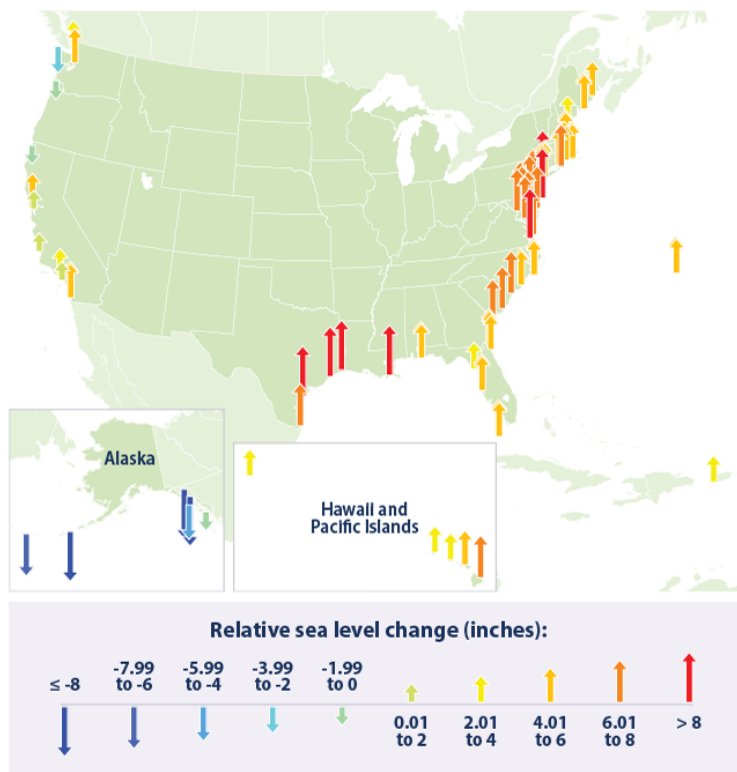 Alaska
Hawaii and
Pacific Islands
Relative sea level change (inches):
≤ -8
-7.99
to -6
-5.99
to -4
-3.99
to -2
-1.99
to 0
0.01
to 2
2.01
to 4
4.01
to 6
6.01
to 8
> 8